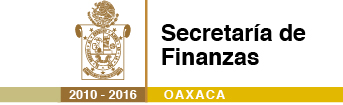 Secretaría de
Finanzas
2010 - 2016 OAXACA